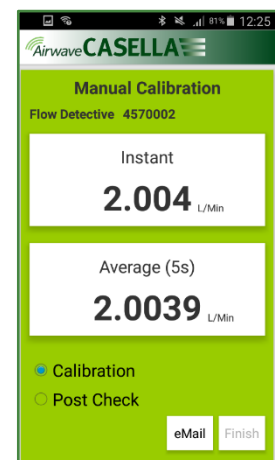 81% 12:25
Airwave CASELLA
Manual Calibration
Flow Detective 4570002
Instant
2.004 L/Min
Average (5s)
2.0039 L/Min
Calibration
Post Check
eMail Finish